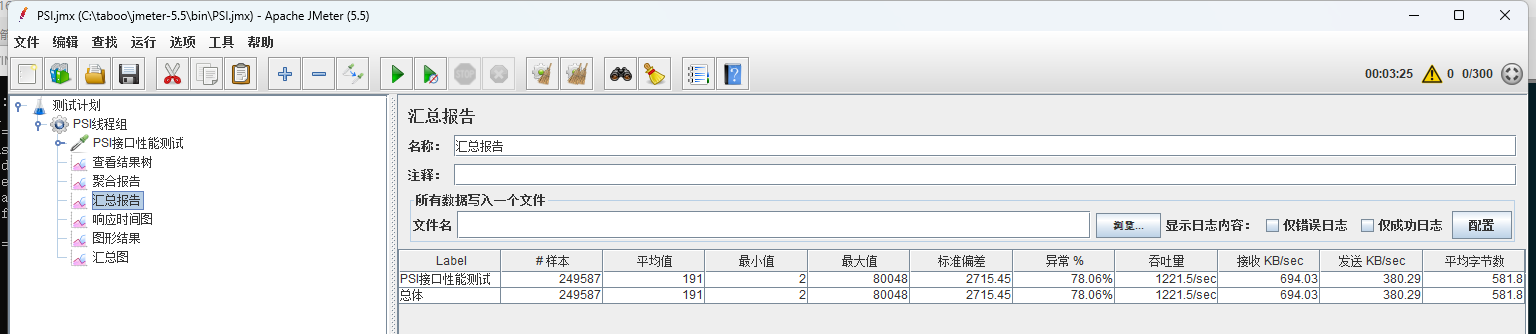 PSI.jmx (C:\taboo\jmeter-5.5\bin\PSI.jmx) - Apache JMeter (5.5)
文件 编辑 查找 运行 选项 工具 帮助
00:03:25 0 0/300
测试计划
PSI线程组
PSI接口性能测试
查看结果树
聚合报告
汇总报告
响应时间图
图形结果
汇总图
汇总报告
名称： 汇总报告
注释：
所有数据写入一个文件
文件名 浏览... 显示日志内容： 仅错误日志 仅成功日志 配置
Label # 样本 平均值 最小值 最大值 标准偏差 异常 % 吞吐量 接收 KB/sec 发送 KB/sec 平均字节数
PSI接口性能测试 249587 191 2 80048 2715.45 78.06% 1221.5/sec 694.03 380.29 581.8
总体 249587 191 2 80048 2715.45 78.06% 1221.5/sec 694.03 380.29 581.8